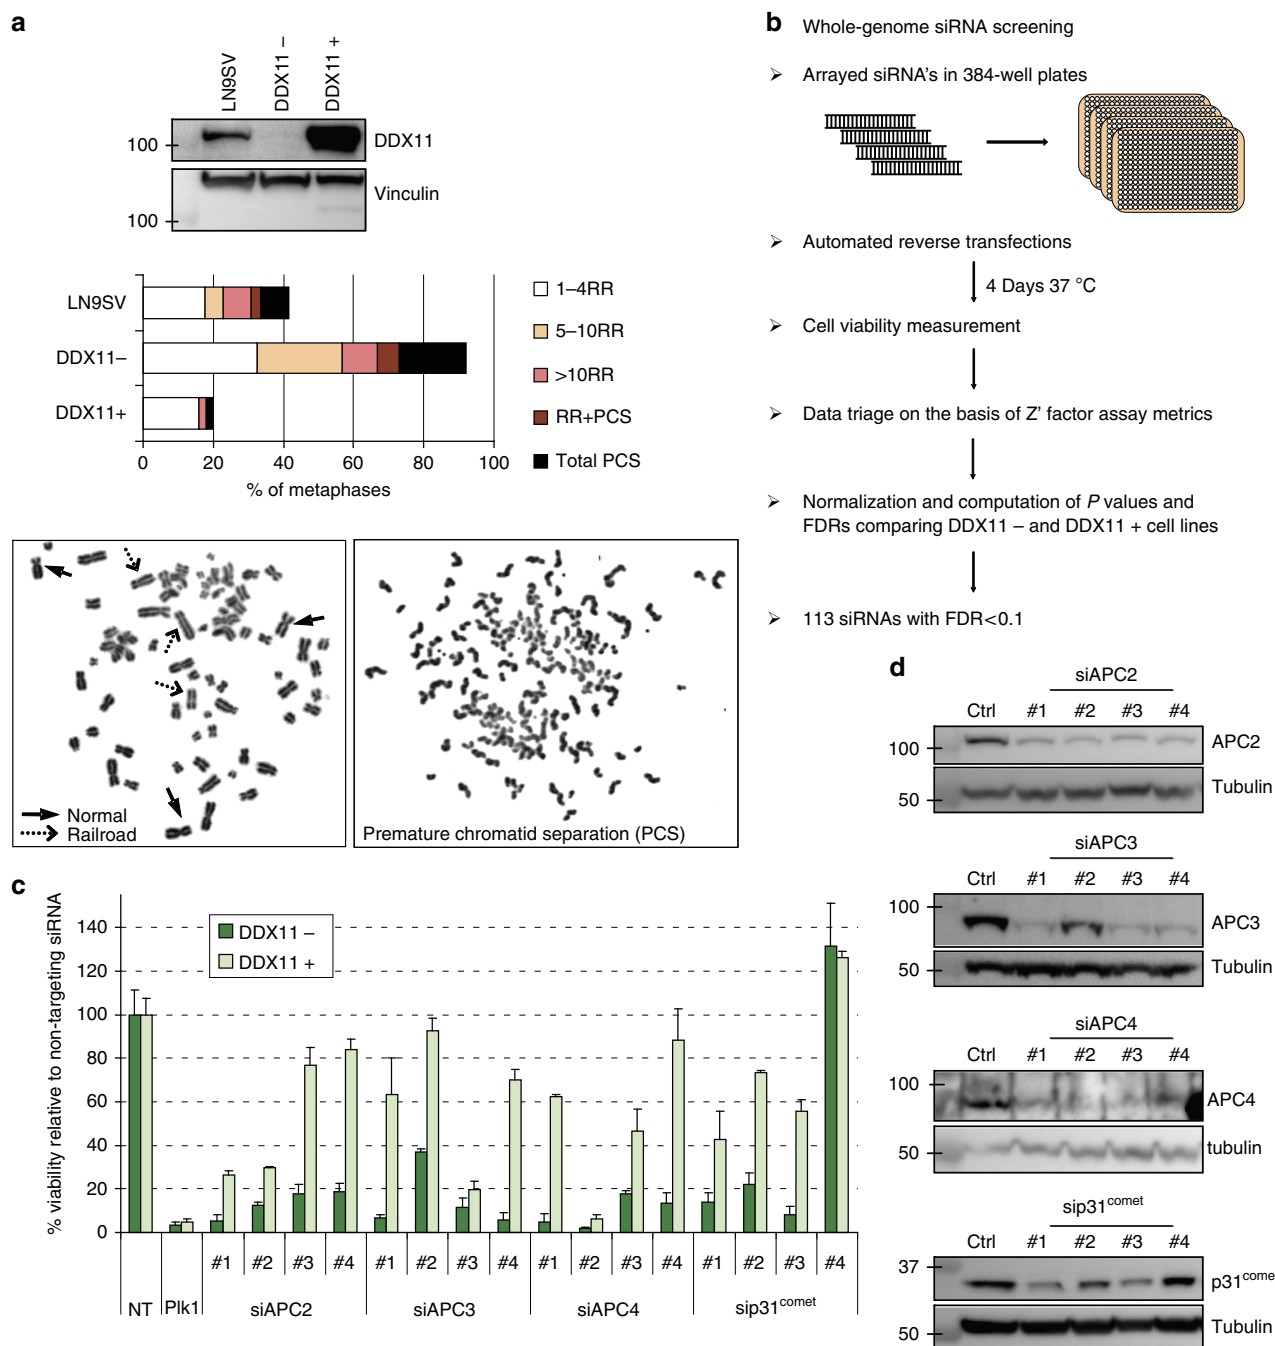 a
LN9SV
DDX11 –
DDX11 +
100
DDX11
Vinculin
100
LN9SV
DDX11–
DDX11+
0 20 40 60 80 100
% of metaphases
1–4RR
5–10RR
>10RR
RR+PCS
Total PCS
Normal
Railroad
Premature chromatid separation (PCS)
b
Whole-genome siRNA screening
➢ Arrayed siRNA's in 384-well plates
➢ Automated reverse transfections
4 Days 37 °C
➢ Cell viability measurement
➢ Data triage on the basis of Z' factor assay metrics
➢ Normalization and computation of P values and
FDRs comparing DDX11 – and DDX11 + cell lines
➢ 113 siRNAs with FDR<0.1
c
% viability relative to non-targeting siRNA
140
120
100
80
60
40
20
0
DDX11 –
DDX11 +
#1 #2 #3 #4 #1 #2 #3 #4 #1 #2 #3 #4 #1 #2 #3 #4
NT Plk1 siAPC2 siAPC3 siAPC4 sip31comet
d
siAPC2
Ctrl #1 #2 #3 #4
100
APC2
50
Tubulin
siAPC3
Ctrl #1 #2 #3 #4
100
APC3
50
Tubulin
siAPC4
Ctrl #1 #2 #3 #4
100
APC4
50
tubulin
sip31comet
Ctrl #1 #2 #3 #4
37
p31come
50
Tubulin